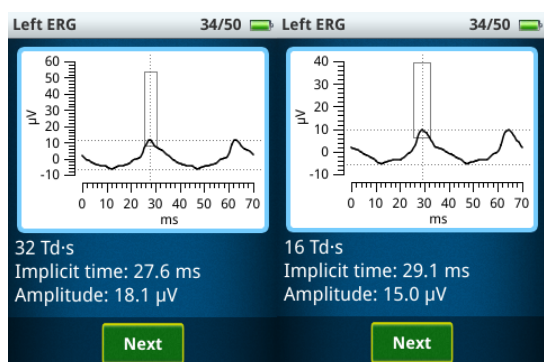 Left ERG 34/50
60
50
40
30
20
10
0
-10
μV
0 10 20 30 40 50 60 70
ms
32 Td·s
Implicit time: 27.6 ms
Amplitude: 18.1 μV
Next
Left ERG 34/50
40
30
20
10
0
-10
μV
0 10 20 30 40 50 60 70
ms
16 Td·s
Implicit time: 29.1 ms
Amplitude: 15.0 μV
Next